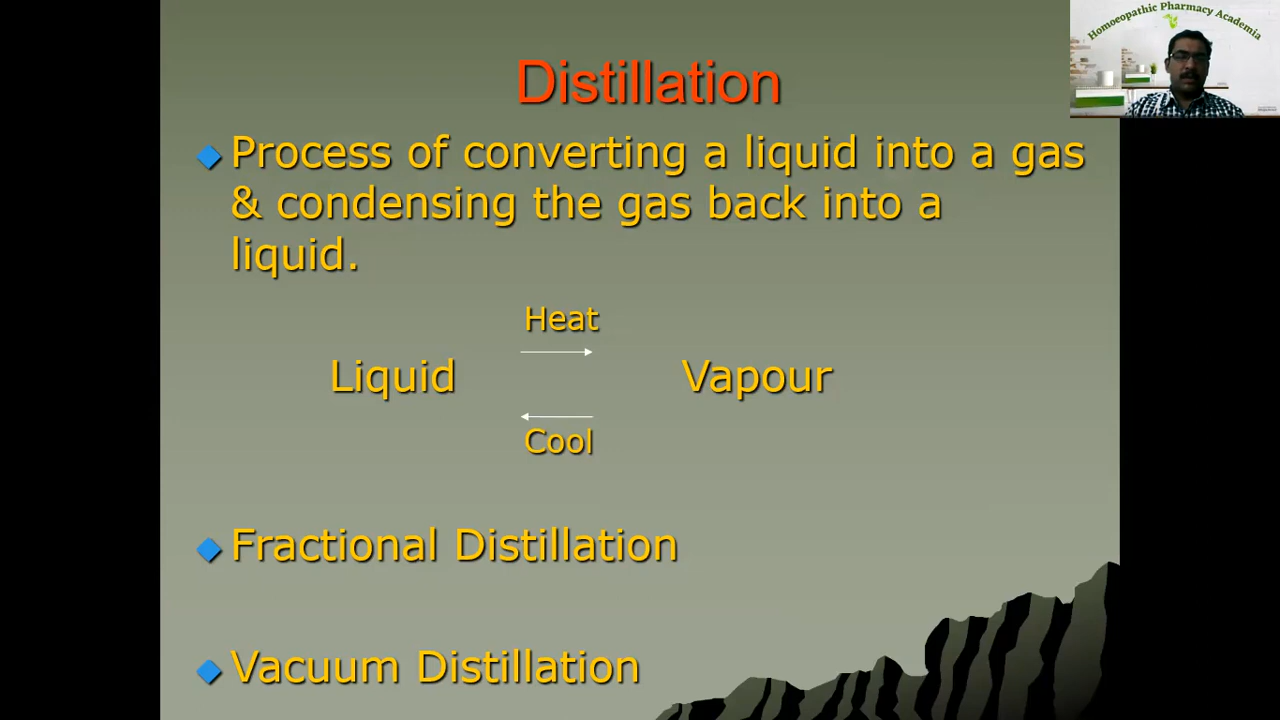 Homoeopathic Pharmacy Academia
Distillation
Process of converting a liquid into a gas
& condensing the gas back into a
liquid.
Heat
Liquid Vapour
Cool
Fractional Distillation
Vacuum Distillation